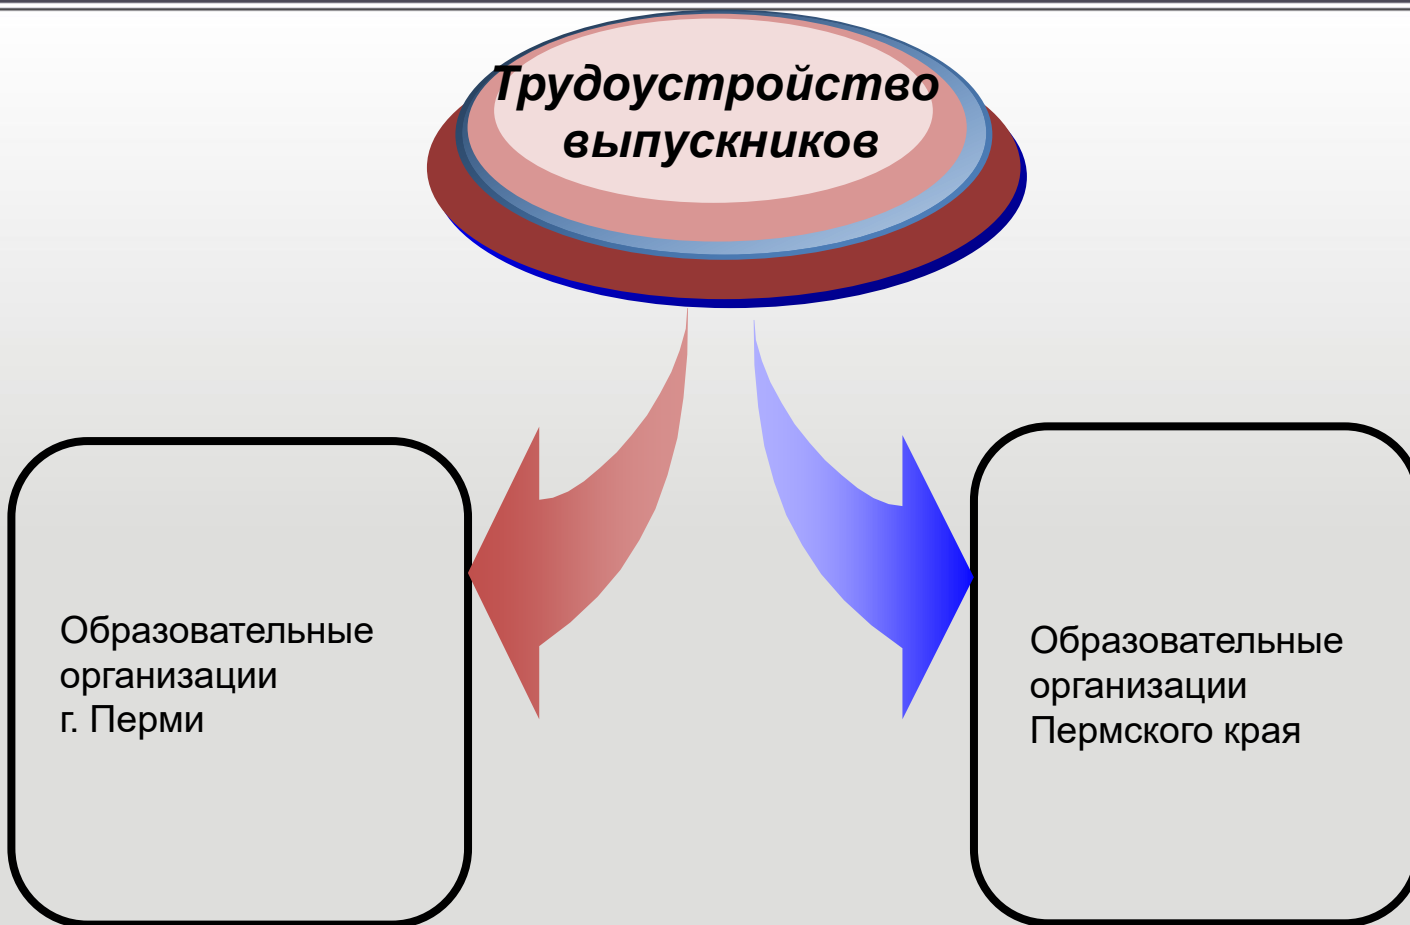 Трудоустройство
выпускников
Образовательные
организации
г. Перми
Образовательные
организации
Пермского края